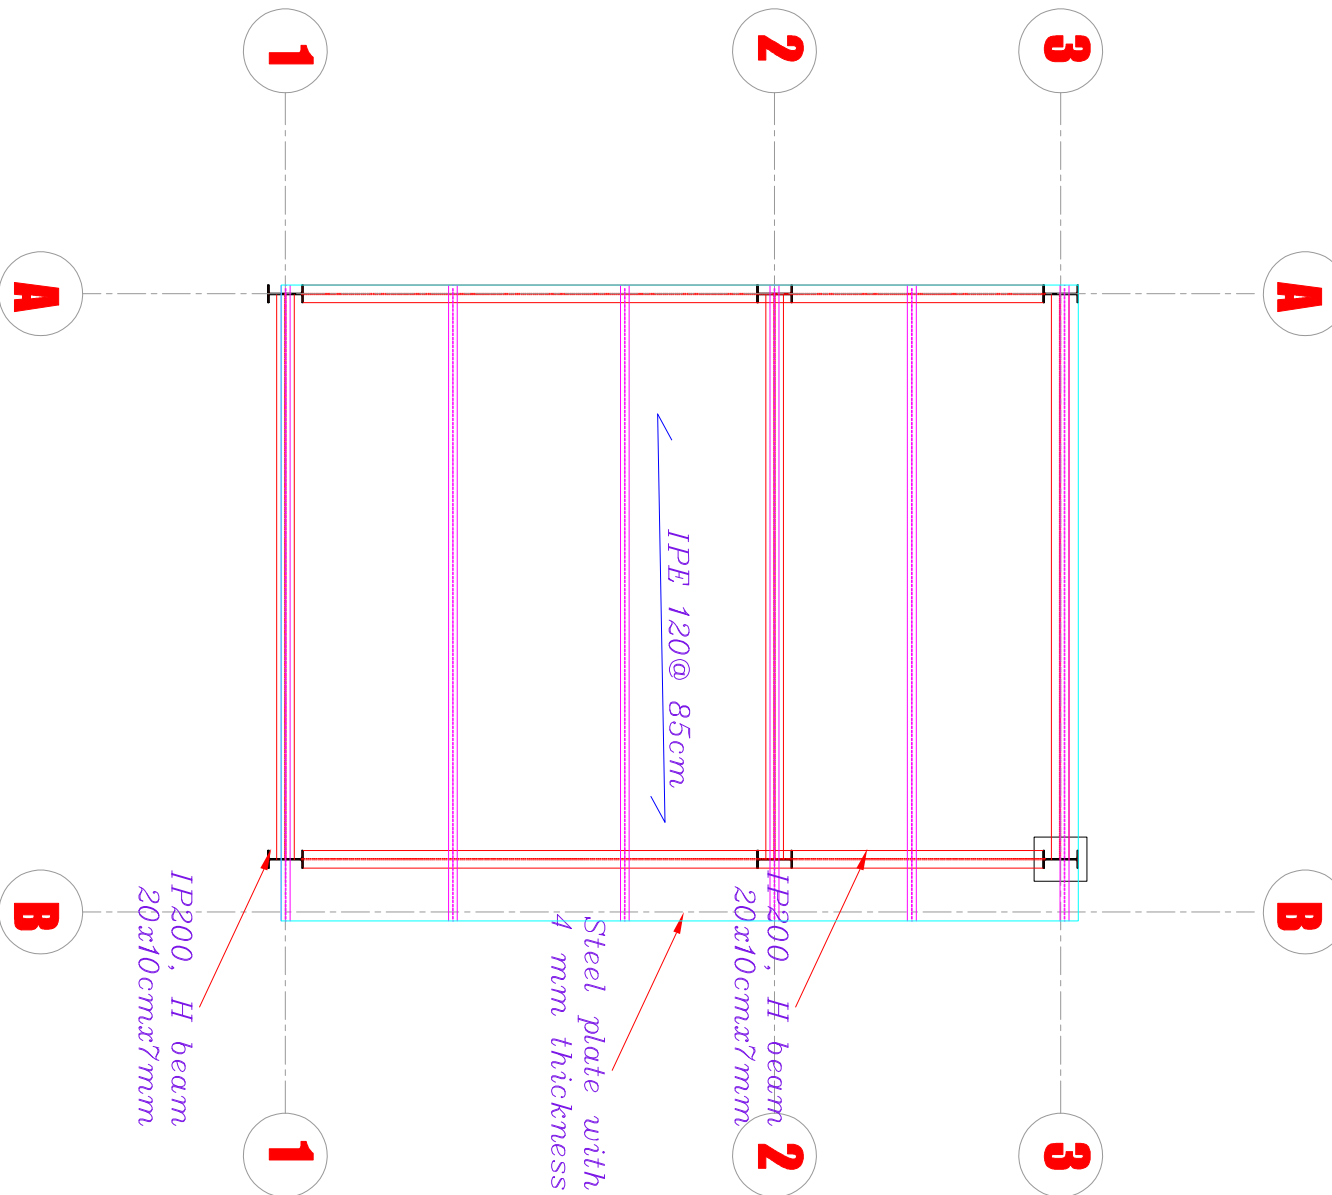 1
2
3
A
A
IPE 120@ 85cm
B
B
IP200, H beam
20x10cmx7mm
Steel plate with
4 mm thickness
IP200, H beam
20x10cmx7mm
1
2
3